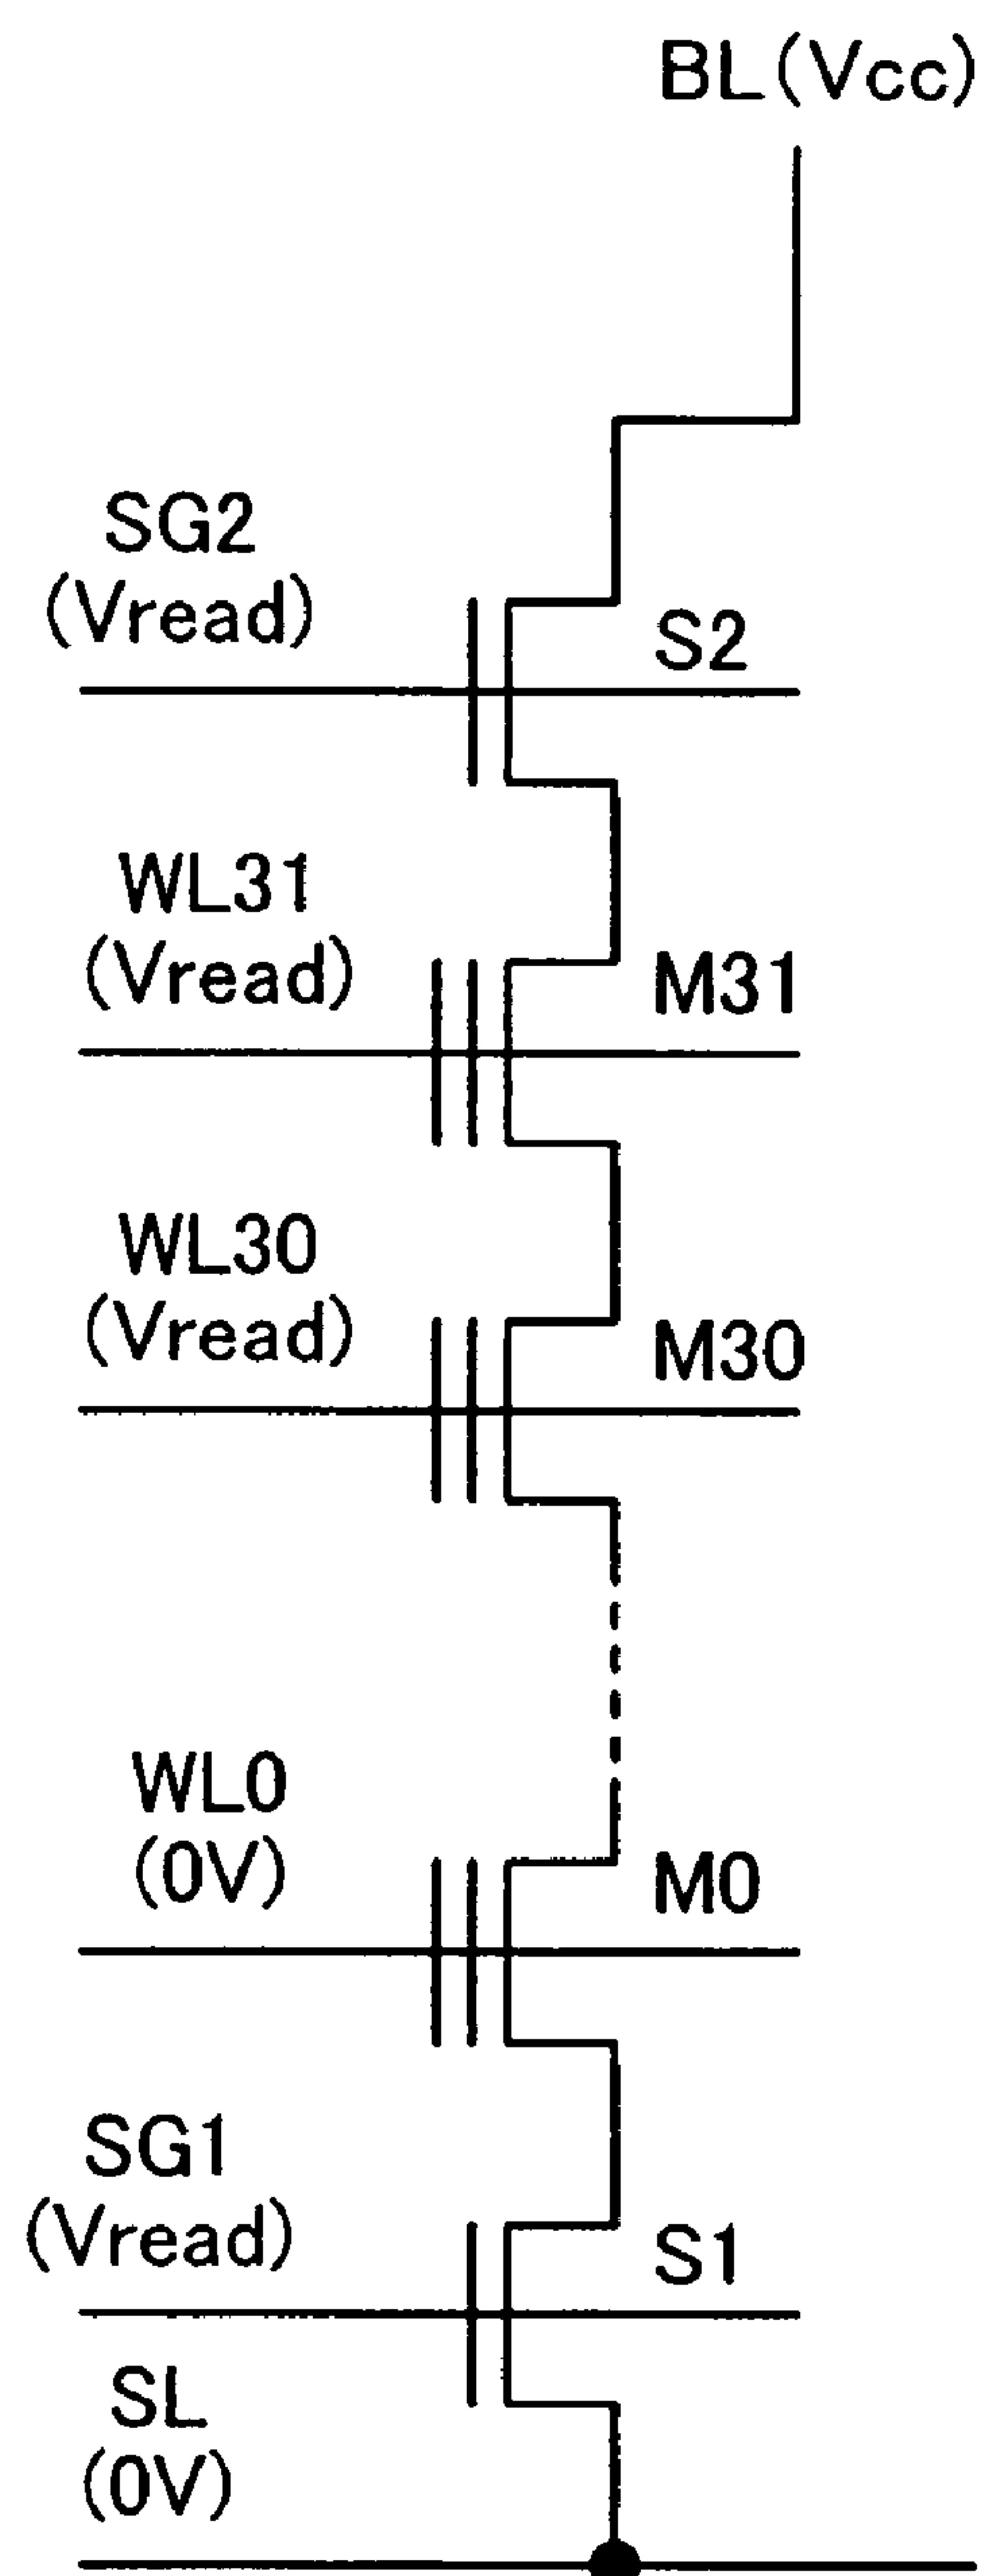 BL(Vcc)
SG2
(Vread)
S2
WL31
(Vread)
M31
WL30
(Vread)
M30
WL0
(0V)
M0
SG1
(Vread)
S1
SL
(0V)